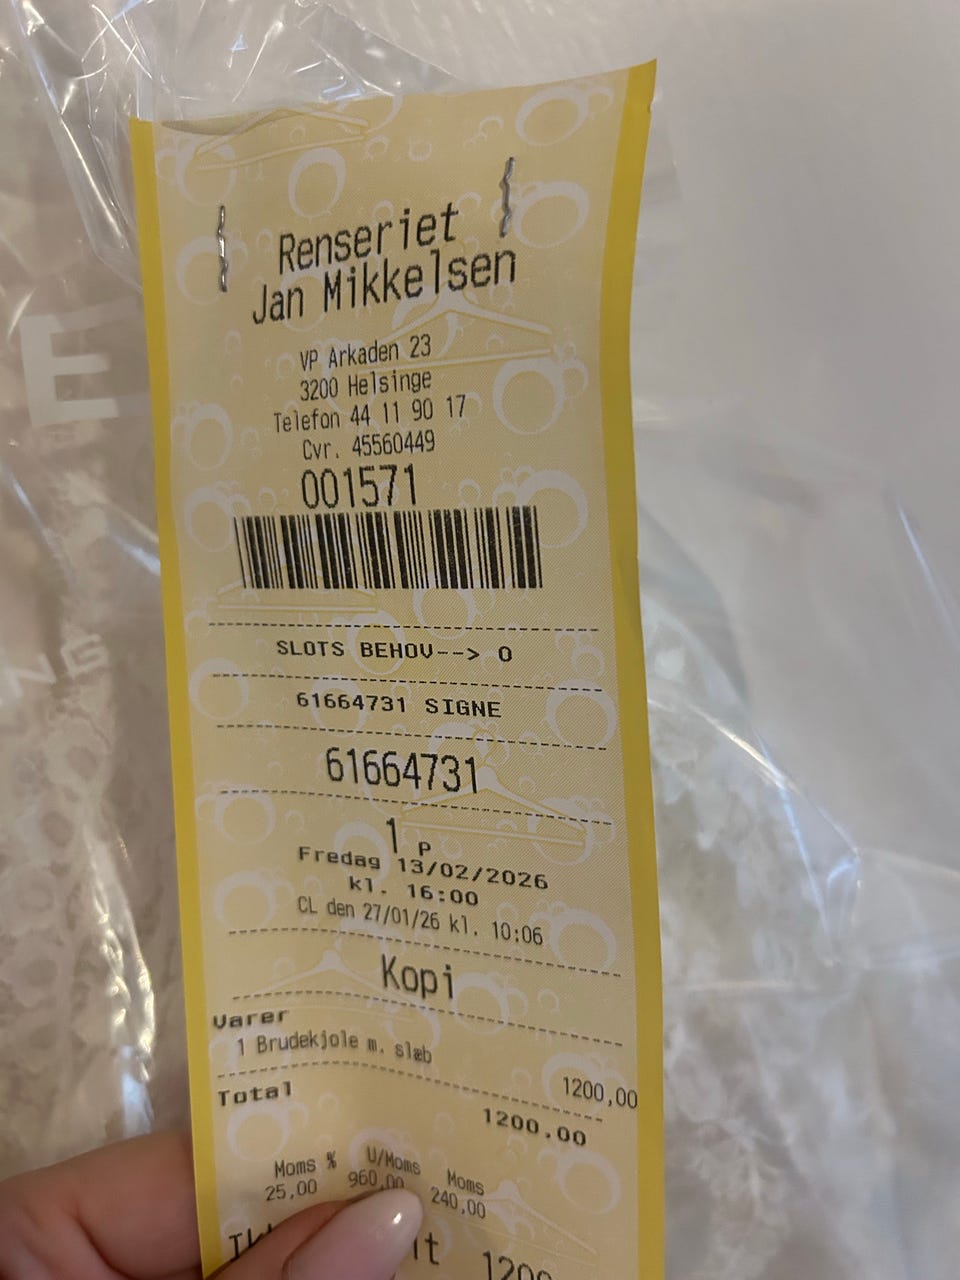 Renseriet
Jan Mikkelsen
VP Arkaden 23
3200 Helsinge
Telefon 44 11 90 17
Cvr. 45560449
001571
SLOTS BEHOV--> 0
61664731 SIGNE
61664731
1 P
Fredag 13/02/2026
kl. 16:00
CL den 27/01/26 kl. 10:06
Kopi
Varer
1 Brudekjole m. slæb
1200,00
Total
1200.00
Moms % U/Moms Moms
25,00 960,00 240,00
1200
E
NG